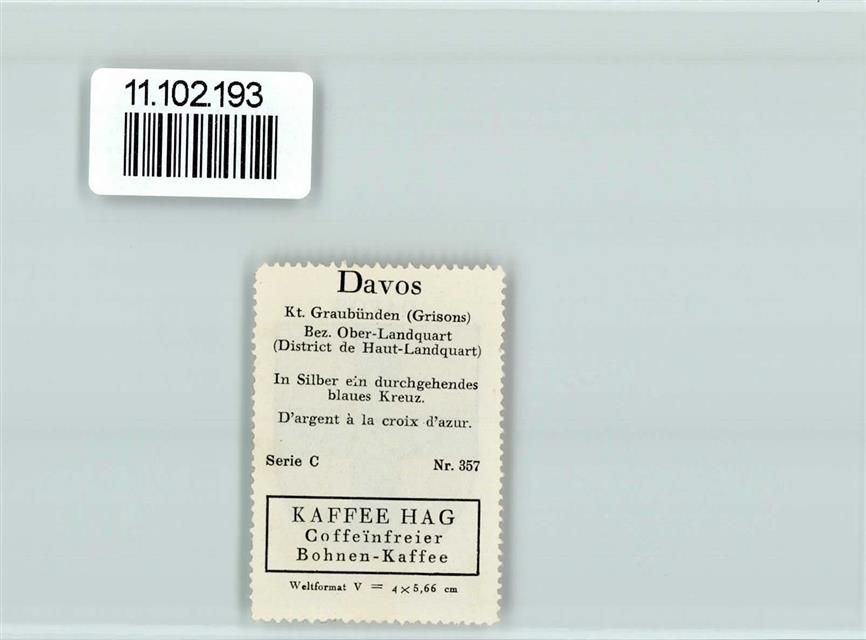 11.102.193
Davos
Kt. Graubünden (Grisons)
Bez. Ober-Landquart
(District de Haut-Landquart)
In Silber ein durchgehendes
blaues Kreuz.
D'argent à la croix d'azur.
Serie C Nr. 357
KAFFEE HAG
Coffeïnfreier
Bohnen-Kaffee
Weltformat V = 4×5,66 cm